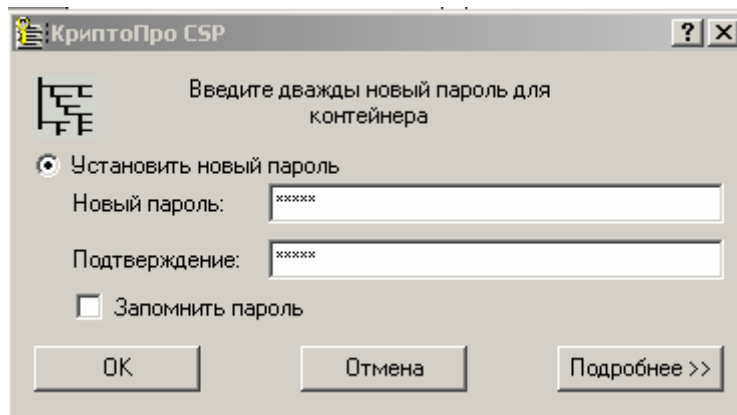 КриптоПро CSP
Введите дважды новый пароль для
контейнера
Установить новый пароль
Новый пароль: *****
Подтверждение: *****
Запомнить пароль
OK Отмена Подробнее >>